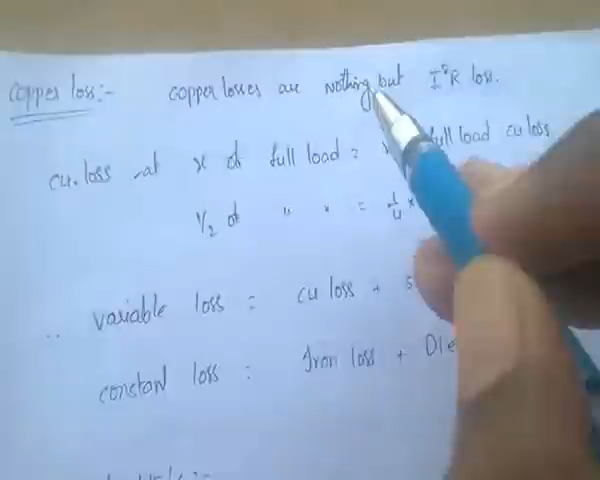 Copper loss:- Copper losses are nothing but I²R loss.
cu.loss at x of full load = full load cu loss
1/2 of " " = 1/4 ×
∴ variable loss = cu loss +
constant loss = Iron loss + Die